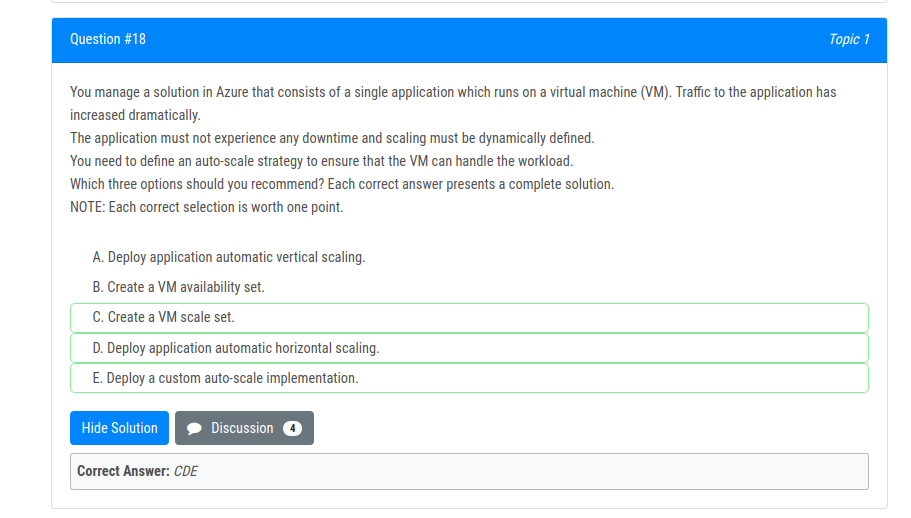 Question #18
Topic 1
You manage a solution in Azure that consists of a single application which runs on a virtual machine (VM). Traffic to the application has
increased dramatically.
The application must not experience any downtime and scaling must be dynamically defined.
You need to define an auto-scale strategy to ensure that the VM can handle the workload.
Which three options should you recommend? Each correct answer presents a complete solution.
NOTE: Each correct selection is worth one point.
A. Deploy application automatic vertical scaling.
B. Create a VM availability set.
C. Create a VM scale set.
D. Deploy application automatic horizontal scaling.
E. Deploy a custom auto-scale implementation.
Hide Solution
Discussion 4
Correct Answer: CDE